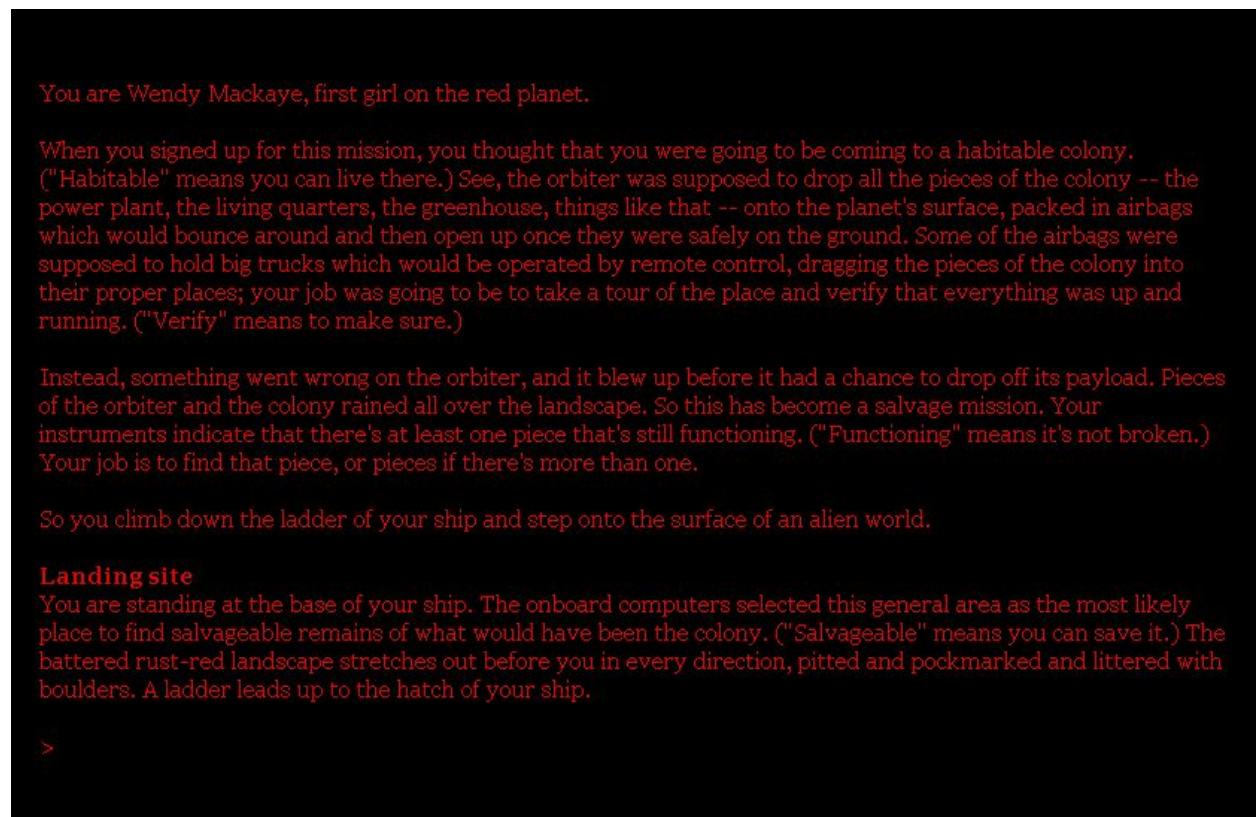 You are Wendy Mackaye, first girl on the red planet.
When you signed up for this mission, you thought that you were going to be coming to a habitable colony.
("Habitable" means you can live there.) See, the orbiter was supposed to drop all the pieces of the colony -- the
power plant, the living quarters, the greenhouse, things like that -- onto the planet's surface, packed in airbags
which would bounce around and then open up once they were safely on the ground. Some of the airbags were
supposed to hold big trucks which would be operated by remote control, dragging the pieces of the colony into
their proper places; your job was going to be to take a tour of the place and verify that everything was up and
running. ("Verify" means to make sure.)
Instead, something went wrong on the orbiter, and it blew up before it had a chance to drop off its payload. Pieces
of the orbiter and the colony rained all over the landscape. So this has become a salvage mission. Your
instruments indicate that there's at least one piece that's still functioning. ("Functioning" means it's not broken.)
Your job is to find that piece, or pieces if there's more than one.
So you climb down the ladder of your ship and step onto the surface of an alien world.
Landing site
You are standing at the base of your ship. The onboard computers selected this general area as the most likely
place to find salvageable remains of what would have been the colony. ("Salvageable" means you can save it.) The
battered rust-red landscape stretches out before you in every direction, pitted and pockmarked and littered with
boulders. A ladder leads up to the hatch of your ship.
>